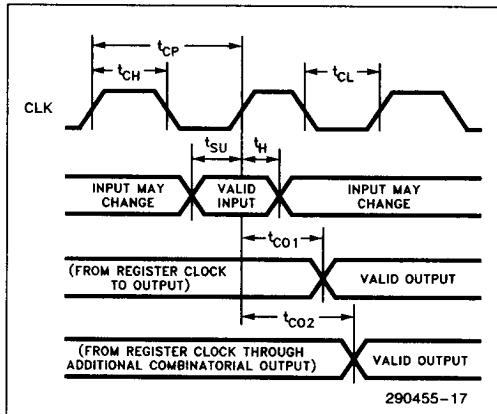 tCP
tCH
tCL
CLK
tSU
tH
INPUT MAY
CHANGE
VALID
INPUT
INPUT MAY
CHANGE
tCO1
(FROM REGISTER CLOCK
TO OUTPUT)
VALID OUTPUT
tCO2
(FROM REGISTER CLOCK THROUGH
ADDITIONAL COMBINATORIAL OUTPUT)
VALID OUTPUT
290455-17